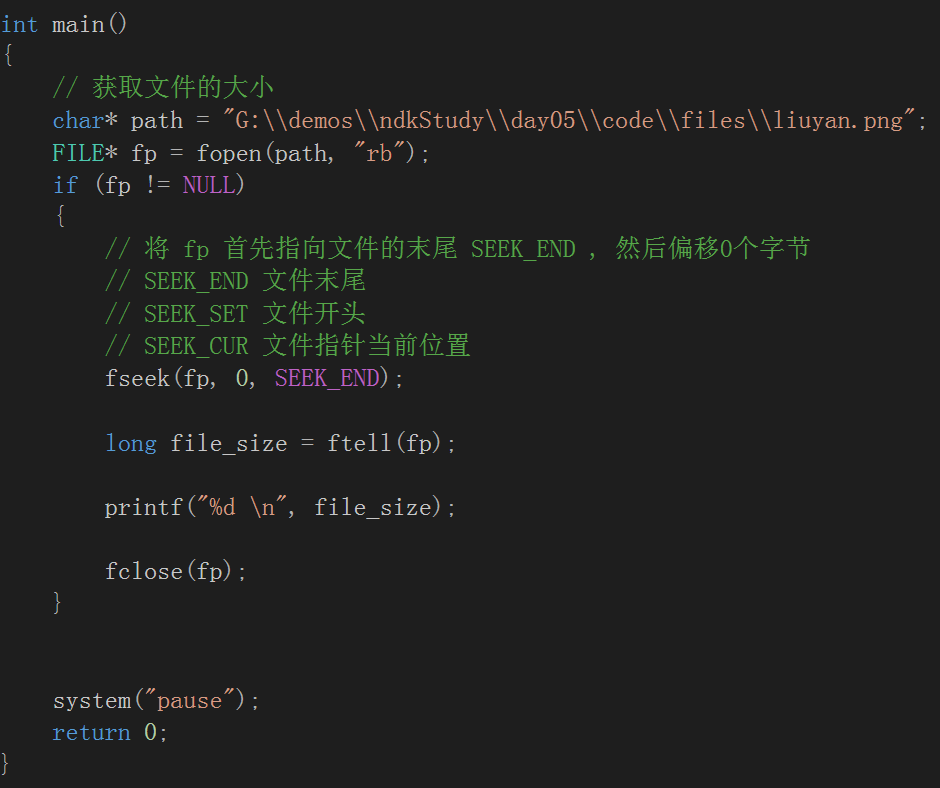 int main()
{
// 获取文件的大小
char* path = "G:\\demos\\ndkStudy\\day05\\code\\files\\liuyan.png";
FILE* fp = fopen(path, "rb");
if (fp != NULL)
{
// 将 fp 首先指向文件的末尾 SEEK_END , 然后偏移0个字节
// SEEK_END 文件末尾
// SEEK_SET 文件开头
// SEEK_CUR 文件指针当前位置
fseek(fp, 0, SEEK_END);
long file_size = ftell(fp);
printf("%d \n", file_size);
fclose(fp);
}
system("pause");
return 0;
}